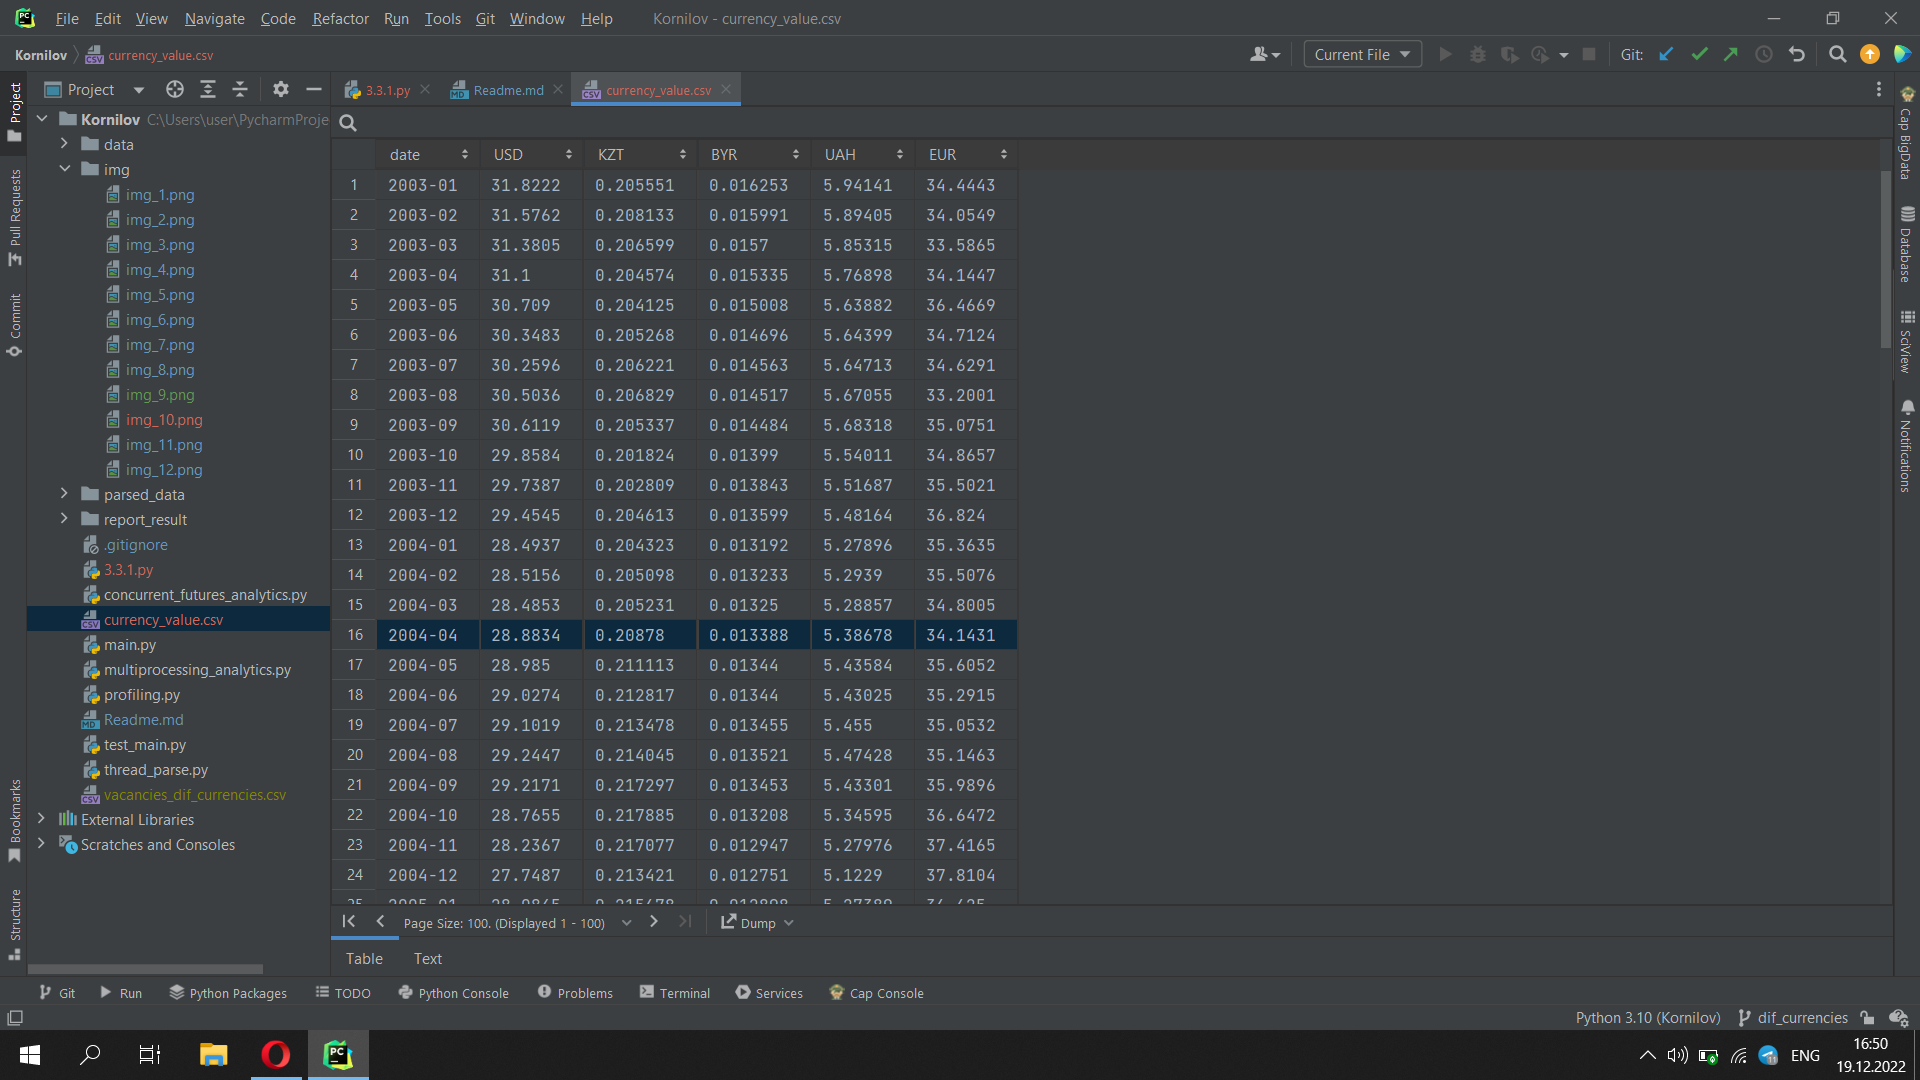 File Edit View Navigate Code Refactor Run Tools Git Window Help Kornilov - currency_value.csv
Kornilov currency_value.csv Current File Git:
Project 3.3.1.py Readme.md currency_value.csv
Kornilov C:\Users\user\PycharmProje
data
img
img_1.png
img_2.png
img_3.png
img_4.png
img_5.png
img_6.png
img_7.png
img_8.png
img_9.png
img_10.png
img_11.png
img_12.png
parsed_data
report_result
.gitignore
3.3.1.py
concurrent_futures_analytics.py
currency_value.csv
main.py
multiprocessing_analytics.py
profiling.py
Readme.md
test_main.py
thread_parse.py
vacancies_dif_currencies.csv
External Libraries
Scratches and Consoles
Project
Pull Requests
Commit
Bookmarks
Structure
date USD KZT BYR UAH EUR
1 2003-01 31.8222 0.205551 0.016253 5.94141 34.4443
2 2003-02 31.5762 0.208133 0.015991 5.89405 34.0549
3 2003-03 31.3805 0.206599 0.0157 5.85315 33.5865
4 2003-04 31.1 0.204574 0.015335 5.76898 34.1447
5 2003-05 30.709 0.204125 0.015008 5.63882 36.4669
6 2003-06 30.3483 0.205268 0.014696 5.64399 34.7124
7 2003-07 30.2596 0.206221 0.014563 5.64713 34.6291
8 2003-08 30.5036 0.206829 0.014517 5.67055 33.2001
9 2003-09 30.6119 0.205337 0.014484 5.68318 35.0751
10 2003-10 29.8584 0.201824 0.01399 5.54011 34.8657
11 2003-11 29.7387 0.202809 0.013843 5.51687 35.5021
12 2003-12 29.4545 0.204613 0.013599 5.48164 36.824
13 2004-01 28.4937 0.204323 0.013192 5.27896 35.3635
14 2004-02 28.5156 0.205098 0.013233 5.2939 35.5076
15 2004-03 28.4853 0.205231 0.01325 5.28857 34.8005
16 2004-04 28.8834 0.20878 0.013388 5.38678 34.1431
17 2004-05 28.985 0.211113 0.01344 5.43584 35.6052
18 2004-06 29.0274 0.212817 0.01344 5.43025 35.2915
19 2004-07 29.1019 0.213478 0.013455 5.455 35.0532
20 2004-08 29.2447 0.214045 0.013521 5.47428 35.1463
21 2004-09 29.2171 0.217297 0.013453 5.43301 35.9896
22 2004-10 28.7655 0.217885 0.013208 5.34595 36.6472
23 2004-11 28.2367 0.217077 0.012947 5.27976 37.4165
24 2004-12 27.7487 0.213421 0.012751 5.1229 37.8104
Page Size: 100. (Displayed 1 - 100) Dump
Table Text
Cap BigData
Database
SciView
Notifications
Git Run Python Packages TODO Python Console Problems Terminal Services Cap Console
Python 3.10 (Kornilov) dif_currencies
ENG
16:50
19.12.2022